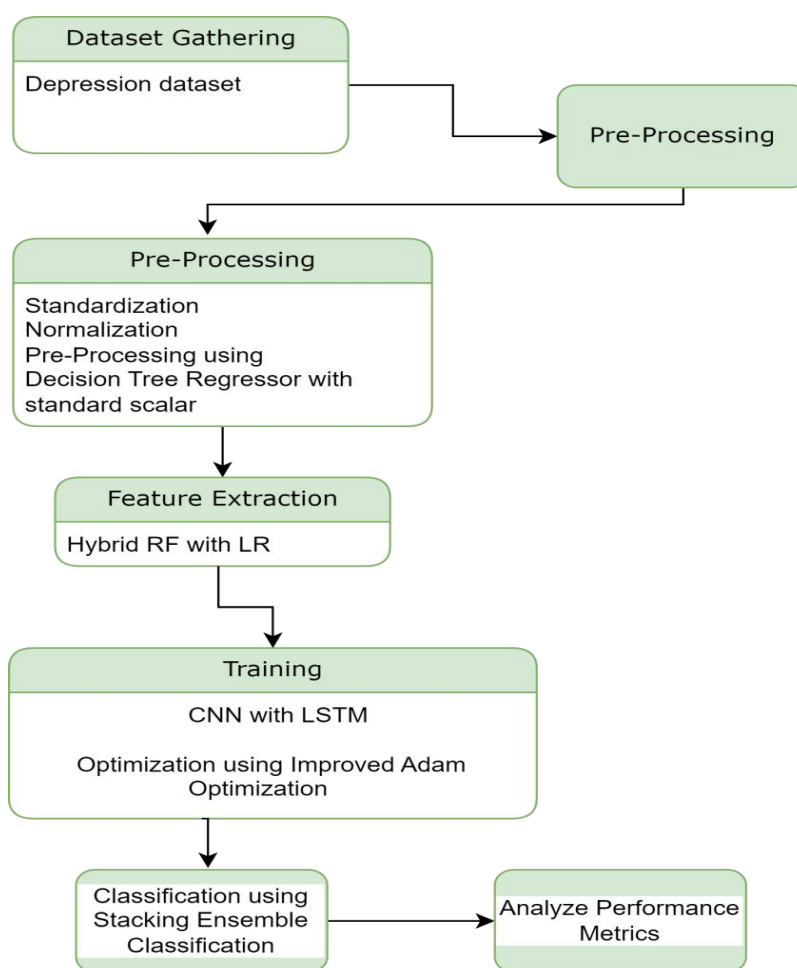 Dataset Gathering
Depression dataset
Pre-Processing
Pre-Processing
Standardization
Normalization
Pre-Processing using
Decision Tree Regressor with
standard scalar
Feature Extraction
Hybrid RF with LR
Training
CNN with LSTM
Optimization using Improved Adam
Optimization
Classification using
Stacking Ensemble
Classification
Analyze Performance
Metrics